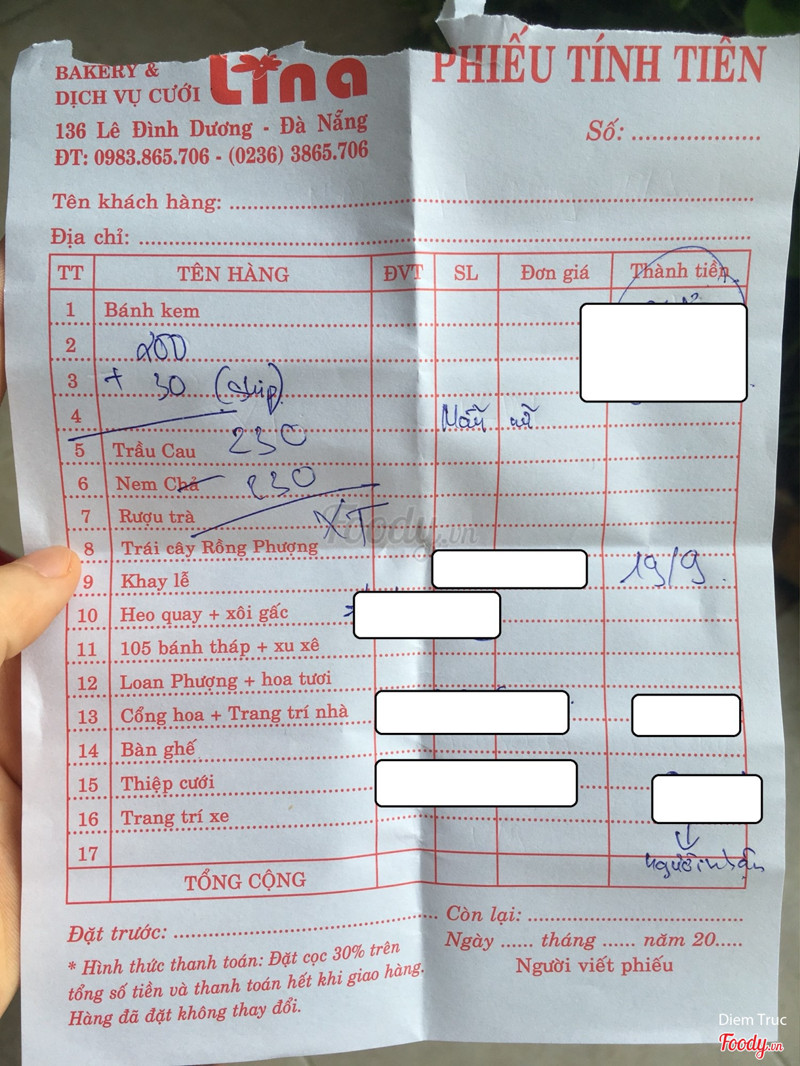 BAKERY &
DỊCH VỤ CƯỚI
Lina
PHIẾU TÍNH TIỀN
136 Lê Đình Dương - Đà Nẵng
ĐT: 0983.865.706 - (0236) 3865.706
Số: ...................
Tên khách hàng: ...................
Địa chỉ: ...................
TT TÊN HÀNG ĐVT SL Đơn giá Thành tiền
1 Bánh kem
2 200
3 + 30 (ship)
4 Mẫu
5 Trầu Cau 230
6 Nem Chả 230
7 Rượu trà XT
Foody.vn
8 Trái cây Rồng Phượng
9 Khay lễ 19/9.
10 Heo quay + xôi gấc
11 105 bánh tháp + xu xê
12 Loan Phượng + hoa tươi
13 Cổng hoa + Trang trí nhà
14 Bàn ghế
15 Thiệp cưới
16 Trang trí xe
17 người nhận
TỔNG CỘNG
Đặt trước: ................... Còn lại: ...................
Ngày ...... tháng ...... năm 20.....
Người viết phiếu
* Hình thức thanh toán: Đặt cọc 30% trên
tổng số tiền và thanh toán hết khi giao hàng.
Hàng đã đặt không thay đổi.
Diem Truc
Foody.vn